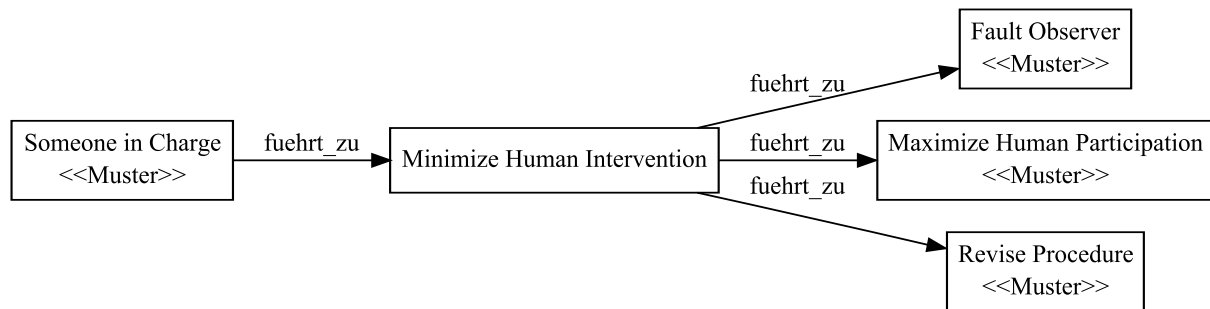 Someone in Charge
<<Muster>>
fuehrt_zu
Minimize Human Intervention
fuehrt_zu
Fault Observer
<<Muster>>
fuehrt_zu
Maximize Human Participation
<<Muster>>
fuehrt_zu
Revise Procedure
<<Muster>>